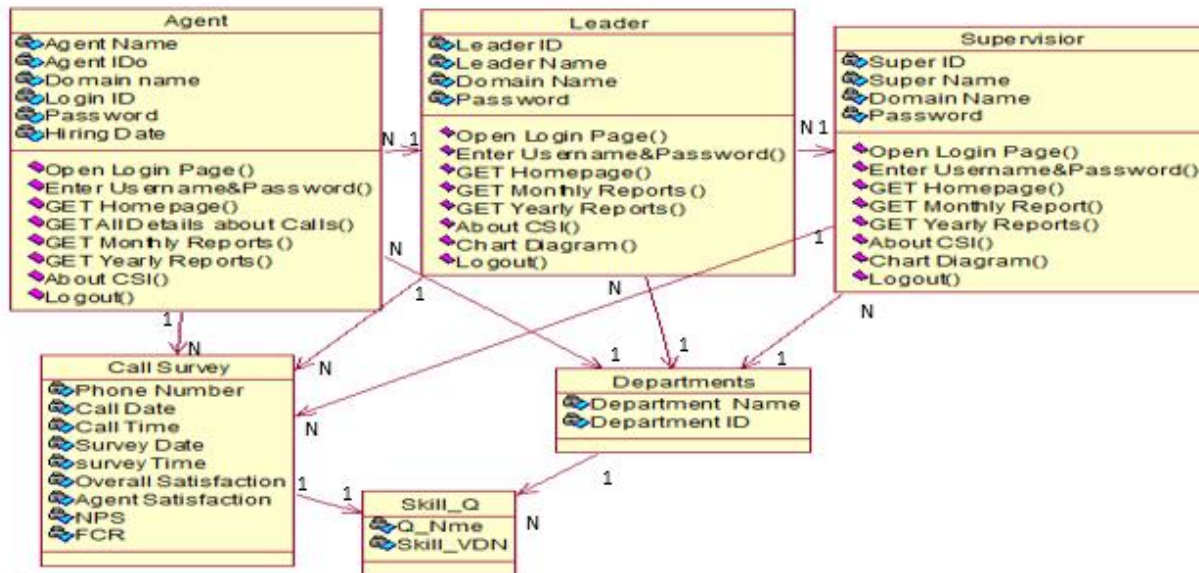 Agent
Agent Name
Agent IDo
Domain name
Login ID
Password
Hiring Date
Open Login Page()
Enter Username&Password()
GET Homepage()
GETAllDetails about Calls()
GET Monthly Reports()
GET Yearly Reports()
About CSI()
Logout()
N 1
Leader
Leader ID
Leader Name
Domain Name
Password
Open Login Page()
Enter Username&Password()
GET Homepage()
GET Monthly Reports()
GET Yearly Reports()
About CSI()
Chart Diagram()
Logout()
N 1
Supervisior
Super ID
Super Name
Domain Name
Password
Open Login Page()
Enter Username&Password()
GET Homepage()
GET Monthly Report()
GET Yearly Reports()
About CSI()
Chart Diagram()
Logout()
N
1
1
N
N
1
N
N
1
1
1
N
Call Survey
Phone Number
Call Date
Call Time
Survey Date
survey Time
Overall Satisfaction
Agent Satisfaction
NPS
FCR
N
Departments
Department Name
Department ID
1
1
1
N
Skill_Q
Q_Nme
Skill_VDN